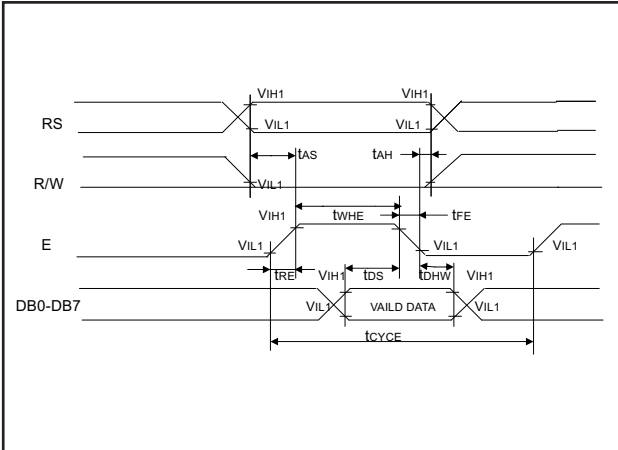 VIH1 VIH1
RS
VIL1 VIL1
tAS tAH
R/W VIL1
VIH1 tWHE tFE
E VIL1 VIL1 VIL1
tRE VIH1 tDS tDHW VIH1
DB0-DB7 VIL1 VAILD DATA VIL1
tCYCE